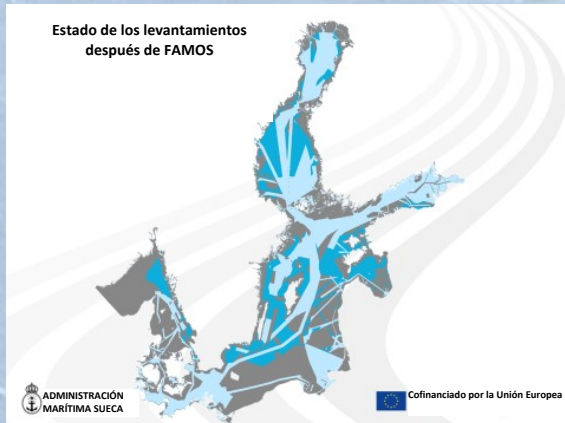 Estado de los levantamientos
después de FAMOS
ADMINISTRACIÓN
MARÍTIMA SUECA
Cofinanciado por la Unión Europea